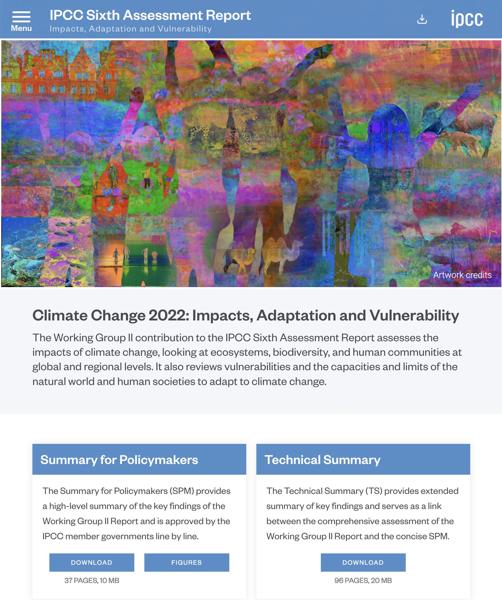 IPCC Sixth Assessment Report
Impacts, Adaptation and Vulnerability
Menu
ipcc
Artwork credits
Climate Change 2022: Impacts, Adaptation and Vulnerability
The Working Group II contribution to the IPCC Sixth Assessment Report assesses the
impacts of climate change, looking at ecosystems, biodiversity, and human communities at
global and regional levels. It also reviews vulnerabilities and the capacities and limits of the
natural world and human societies to adapt to climate change.
Summary for Policymakers
The Summary for Policymakers (SPM) provides
a high-level summary of the key findings of the
Working Group II Report and is approved by the
IPCC member governments line by line.
DOWNLOAD
FIGURES
37 PAGES, 10 MB
Technical Summary
The Technical Summary (TS) provides extended
summary of key findings and serves as a link
between the comprehensive assessment of the
Working Group II Report and the concise SPM.
DOWNLOAD
96 PAGES, 20 MB